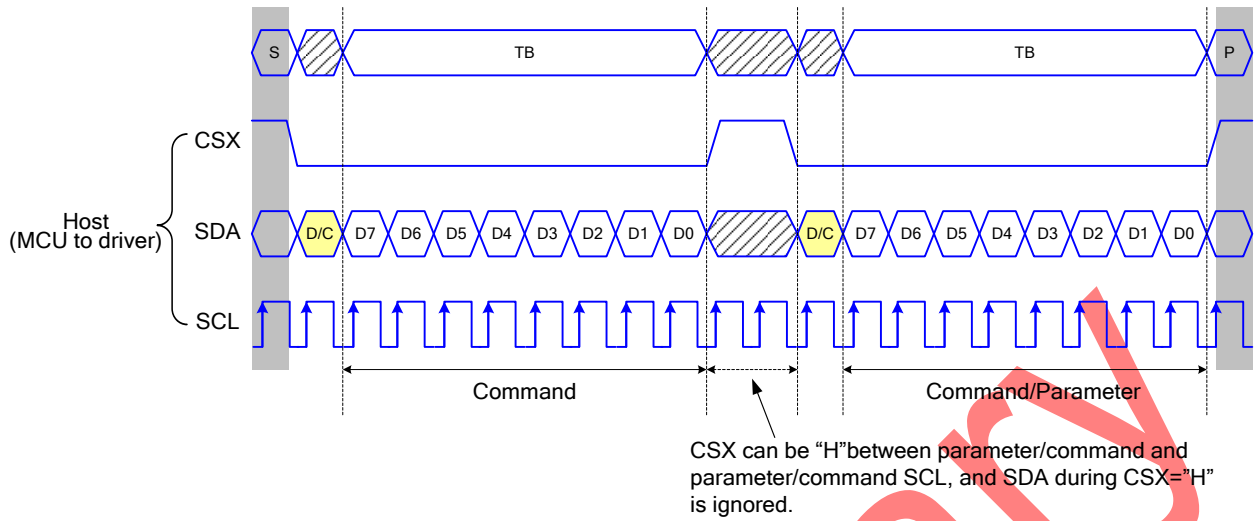 S TB TB P
CSX
Host
(MCU to driver)
SDA D/C D7 D6 D5 D4 D3 D2 D1 D0 D/C D7 D6 D5 D4 D3 D2 D1 D0
SCL
Command Command/Parameter
CSX can be “H”between parameter/command and
parameter/command SCL, and SDA during CSX=”H”
is ignored.
ry